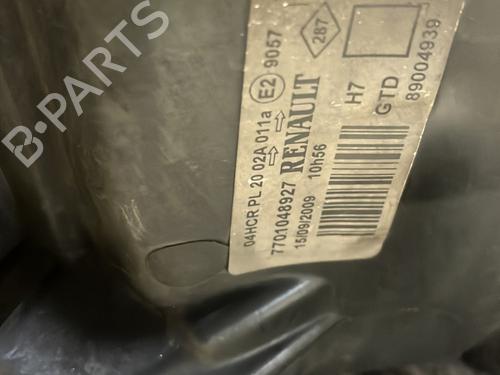 04HCR PL 20 02A 011a E2 9057
7701048927 RENAULT 287
15/09/2009 10h56
H7
GTD
89004939
B-PARTS